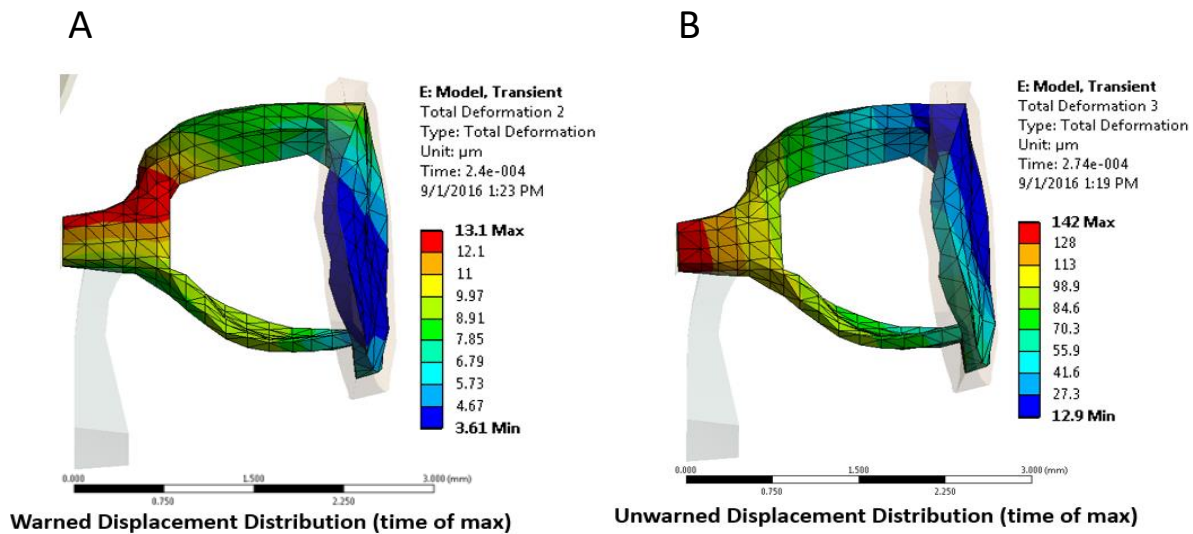 A
E: Model, Transient
Total Deformation 2
Type: Total Deformation
Unit: µm
Time: 2.4e-004
9/1/2016 1:23 PM
13.1 Max
12.1
11
9.97
8.91
7.85
6.79
5.73
4.67
3.61 Min
0.000
1.500
3.000 (mm)
0.750
2.250
Warned Displacement Distribution (time of max)
B
E: Model, Transient
Total Deformation 3
Type: Total Deformation
Unit: µm
Time: 2.74e-004
9/1/2016 1:19 PM
142 Max
128
113
98.9
84.6
70.3
55.9
41.6
27.3
12.9 Min
0.000
1.500
3.000 (mm)
0.750
2.250
Unwarned Displacement Distribution (time of max)